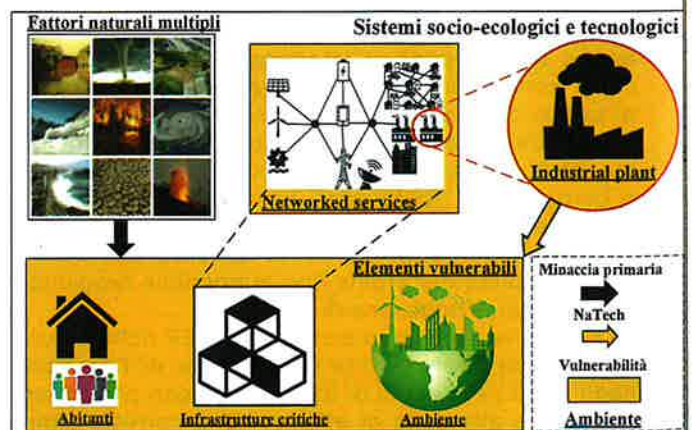 Fattori naturali multipli
Sistemi socio-ecologici e tecnologici
Networked services
Industrial plant
Elementi vulnerabili
Abitanti
Infrastrutture critiche
Ambiente
Minaccia primaria
NaTech
Vulnerabilità
Ambiente